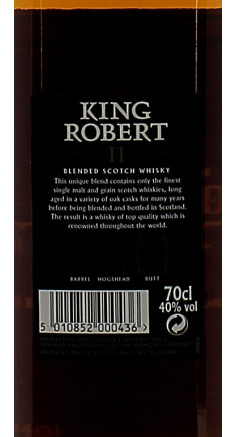 KING
ROBERT
II
BLENDED SCOTCH WHISKY
This unique blend contains only the finest
single malt and grain scotch whiskies, long
aged in a variety of oak casks for many years
before being blended and bottled in Scotland.
The result is a whisky of top quality which is
renowned throughout the world.
BARREL HOGSHEAD BUTT
70cl
40% vol
5 010852 000436 >